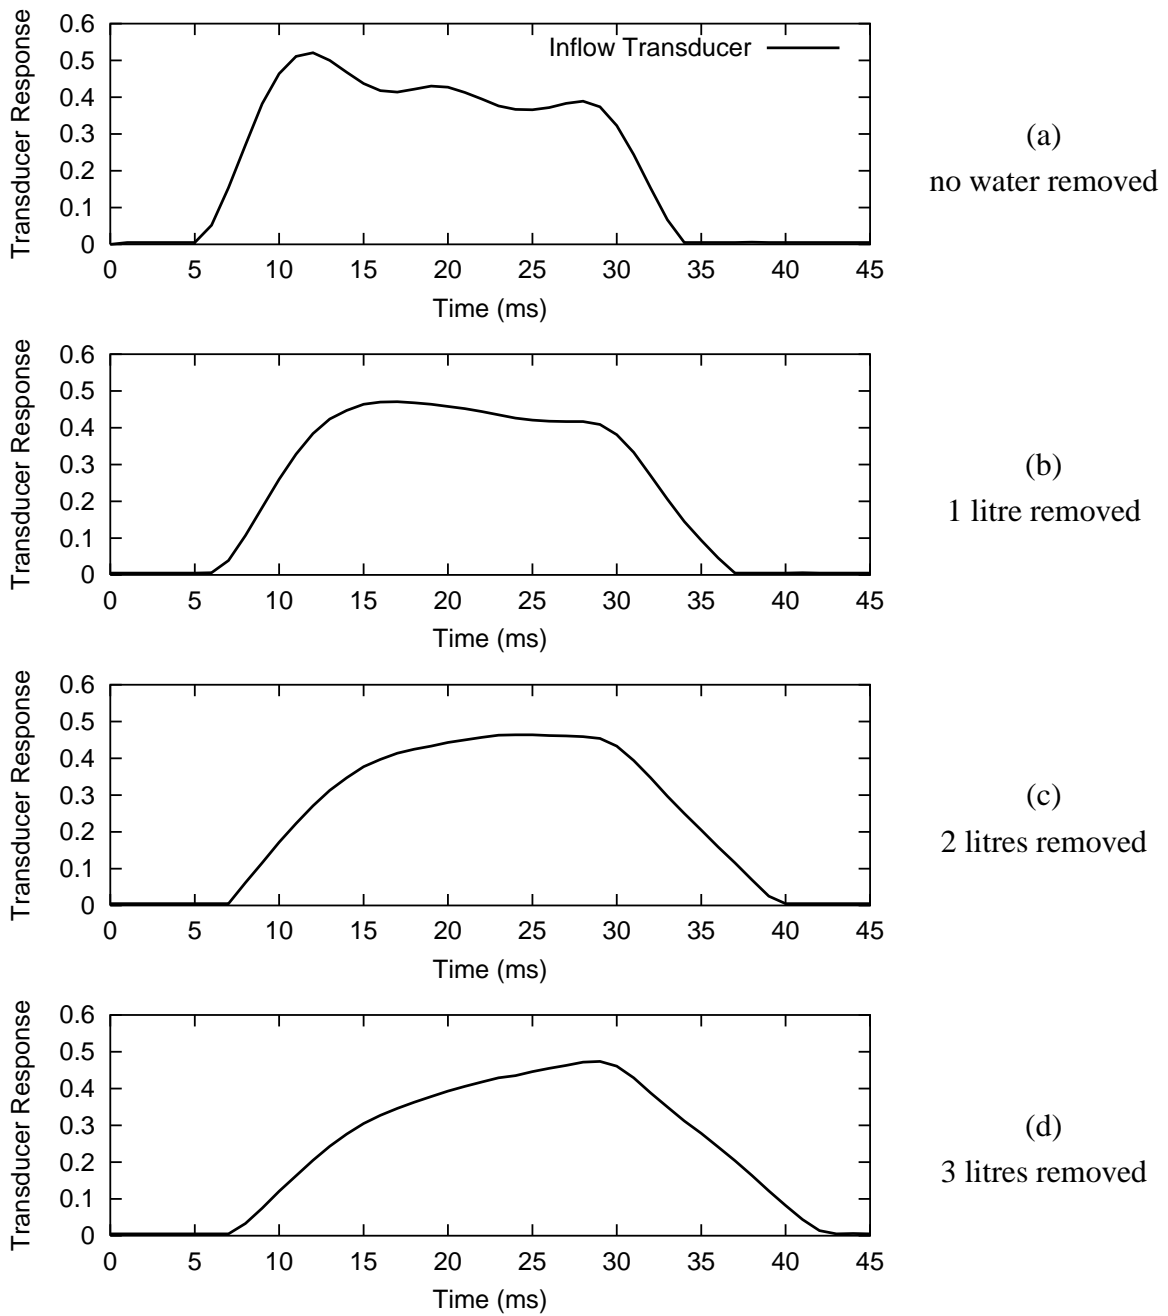 0.6
0.5
0.4
0.3
0.2
0.1
0
Transducer Response
Inflow Transducer
0 5 10 15 20 25 30 35 40 45
Time (ms)
(a)
no water removed
0.6
0.5
0.4
0.3
0.2
0.1
0
Transducer Response
0 5 10 15 20 25 30 35 40 45
Time (ms)
(b)
1 litre removed
0.6
0.5
0.4
0.3
0.2
0.1
0
Transducer Response
0 5 10 15 20 25 30 35 40 45
Time (ms)
(c)
2 litres removed
0.6
0.5
0.4
0.3
0.2
0.1
0
Transducer Response
0 5 10 15 20 25 30 35 40 45
Time (ms)
(d)
3 litres removed